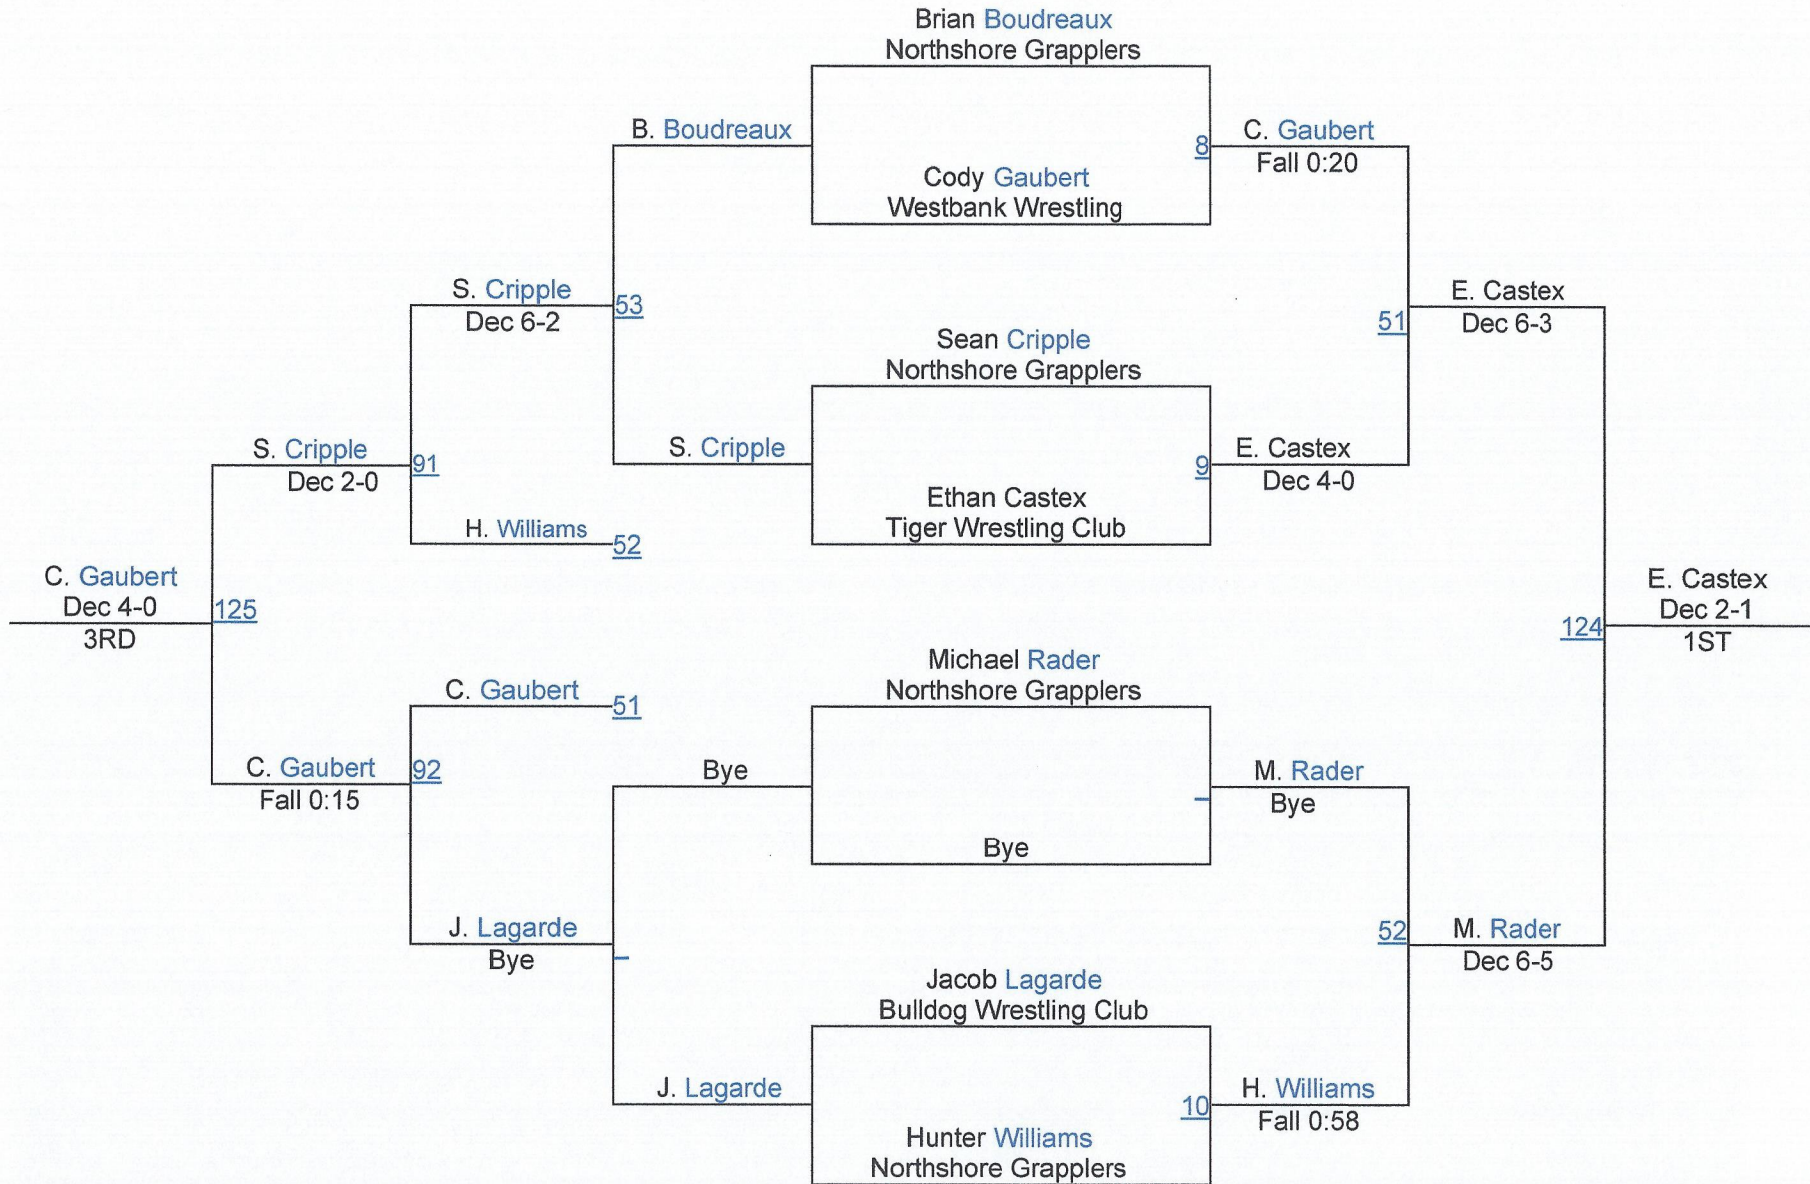 Brian Boudreaux
Northshore Grapplers
B. Boudreaux
8
C. Gaubert
Fall 0:20
Cody Gaubert
Westbank Wrestling
S. Cripple
Dec 6-2
53
E. Castex
Dec 6-3
51
Sean Cripple
Northshore Grapplers
S. Cripple
Dec 2-0
91
S. Cripple
9
E. Castex
Dec 4-0
Ethan Castex
Tiger Wrestling Club
H. Williams
52
C. Gaubert
Dec 4-0
3RD
125
E. Castex
Dec 2-1
1ST
124
Michael Rader
Northshore Grapplers
C. Gaubert
51
C. Gaubert
Fall 0:15
92
Bye
M. Rader
Bye
Bye
J. Lagarde
Bye
52
M. Rader
Dec 6-5
Jacob Lagarde
Bulldog Wrestling Club
J. Lagarde
10
H. Williams
Fall 0:58
Hunter Williams
Northshore Grapplers